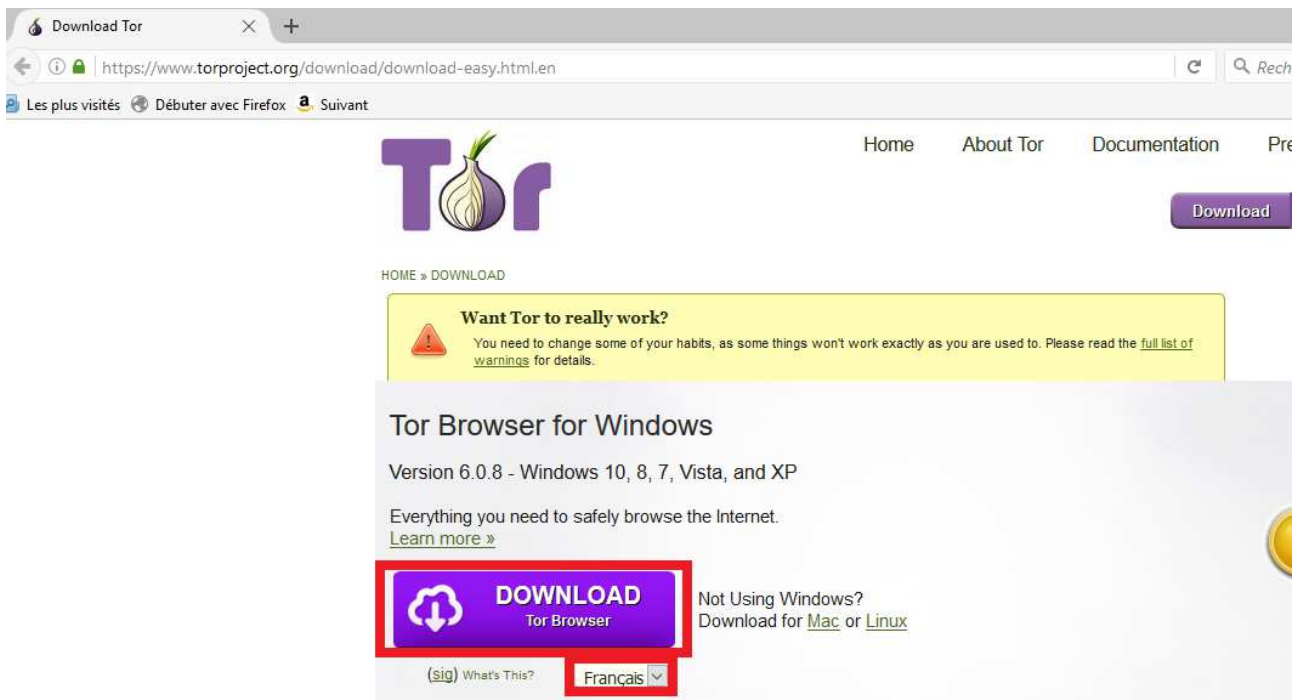 Download Tor
https://www.torproject.org/download/download-easy.html.en
Rech
Les plus visités Débuter avec Firefox Suivant
Tor
Home About Tor Documentation Pre
Download
HOME » DOWNLOAD
Want Tor to really work?
You need to change some of your habits, as some things won't work exactly as you are used to. Please read the full list of
warnings for details.
Tor Browser for Windows
Version 6.0.8 - Windows 10, 8, 7, Vista, and XP
Everything you need to safely browse the Internet.
Learn more »
DOWNLOAD
Tor Browser
Not Using Windows?
Download for Mac or Linux
(sig) What's This?
Français